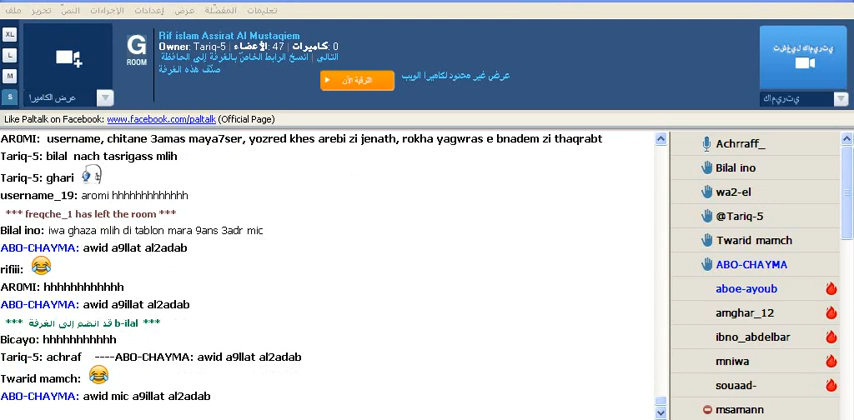 ملف تحرير النصّ الإجراءات إعدادات عرض المفضّلة تعليمات
XL
L
M
S
G
ROOM
Rif islam Assirat Al Mustaqiem
Owner: Tariq-5 | الأعضاء: 47 | كاميرات: 0
التالي | انسخ الرابط الخاصّ بالغرفة إلى الحافظة
صنّف هذه الغرفة
الترقية الآن
عرض غير محدود لكاميرا الويب
عرض الكاميرا
Like Paltalk on Facebook: www.facebook.com/paltalk (Official Page)
AROMI: username, chitane 3amas maya7ser, yozred khes arebi zi jenath, rokha yagwras e bnadem zi thaqrabt
Tariq-5: bilal nach tasrigass mlih
Tariq-5: ghari
username_19: aromi hhhhhhhhhhhh
*** freqche_1 has left the room ***
Bilal ino: iwa ghaza mlih di tablon mara 9ans 3adr mic
ABO-CHAYMA: awid a9llat al2adab
rifiii:
AROMI: hhhhhhhhhhhh
ABO-CHAYMA: awid a9illat al2adab
*** b-ilal قد انضم إلى الغرفة ***
Bicayo: hhhhhhhhhhh
Tariq-5: achraf ----ABO-CHAYMA: awid a9llat al2adab
Twarid mamch:
ABO-CHAYMA: awid mic a9illat al2adab
Achrraff_
Bilal ino
wa2-el
@Tariq-5
Twarid mamch
ABO-CHAYMA
aboe-ayoub
amghar_12
ibno_abdelbar
mniwa
souaad-
msamann